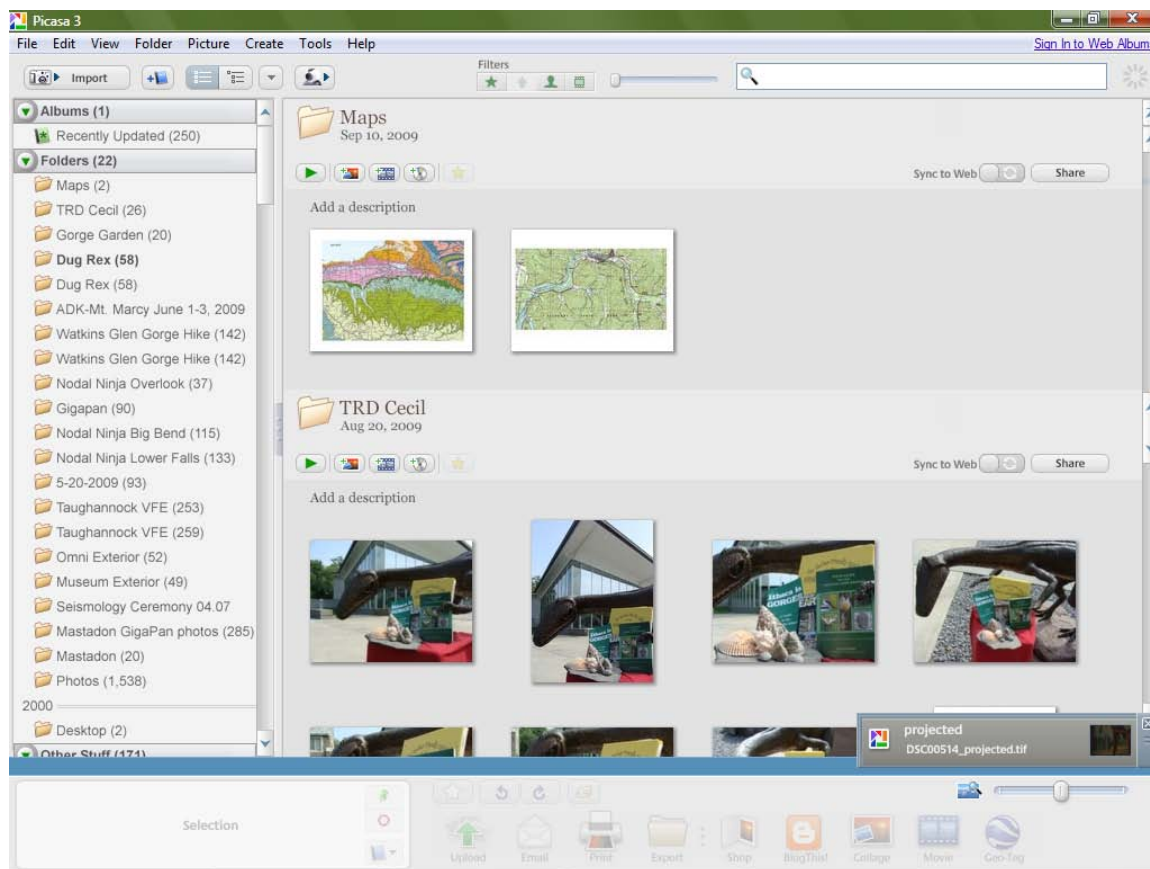 Picasa 3
File Edit View Folder Picture Create Tools Help
Sign In to Web Album
Import
Filters
Albums (1)
Recently Updated (250)
Folders (22)
Maps (2)
TRD Cecil (26)
Gorge Garden (20)
Dug Rex (58)
Dug Rex (58)
ADK-Mt. Marcy June 1-3, 2009
Watkins Glen Gorge Hike (142)
Watkins Glen Gorge Hike (142)
Nodal Ninja Overlook (37)
Gigapan (90)
Nodal Ninja Big Bend (115)
Nodal Ninja Lower Falls (133)
5-20-2009 (93)
Taughannock VFE (253)
Taughannock VFE (259)
Omni Exterior (52)
Museum Exterior (49)
Seismology Ceremony 04.07
Mastadon GigaPan photos (285)
Mastadon (20)
Photos (1,538)
2000
Desktop (2)
Other Stuff (171)
Maps
Sep 10, 2009
Sync to Web
Share
Add a description
TRD Cecil
Aug 20, 2009
Sync to Web
Share
Add a description
Ithaca is
GORGES
projected
DSC00514_projected.tif
Selection
Upload Email Print Export Shop BlogThis! Collage Movie Geo-Tag